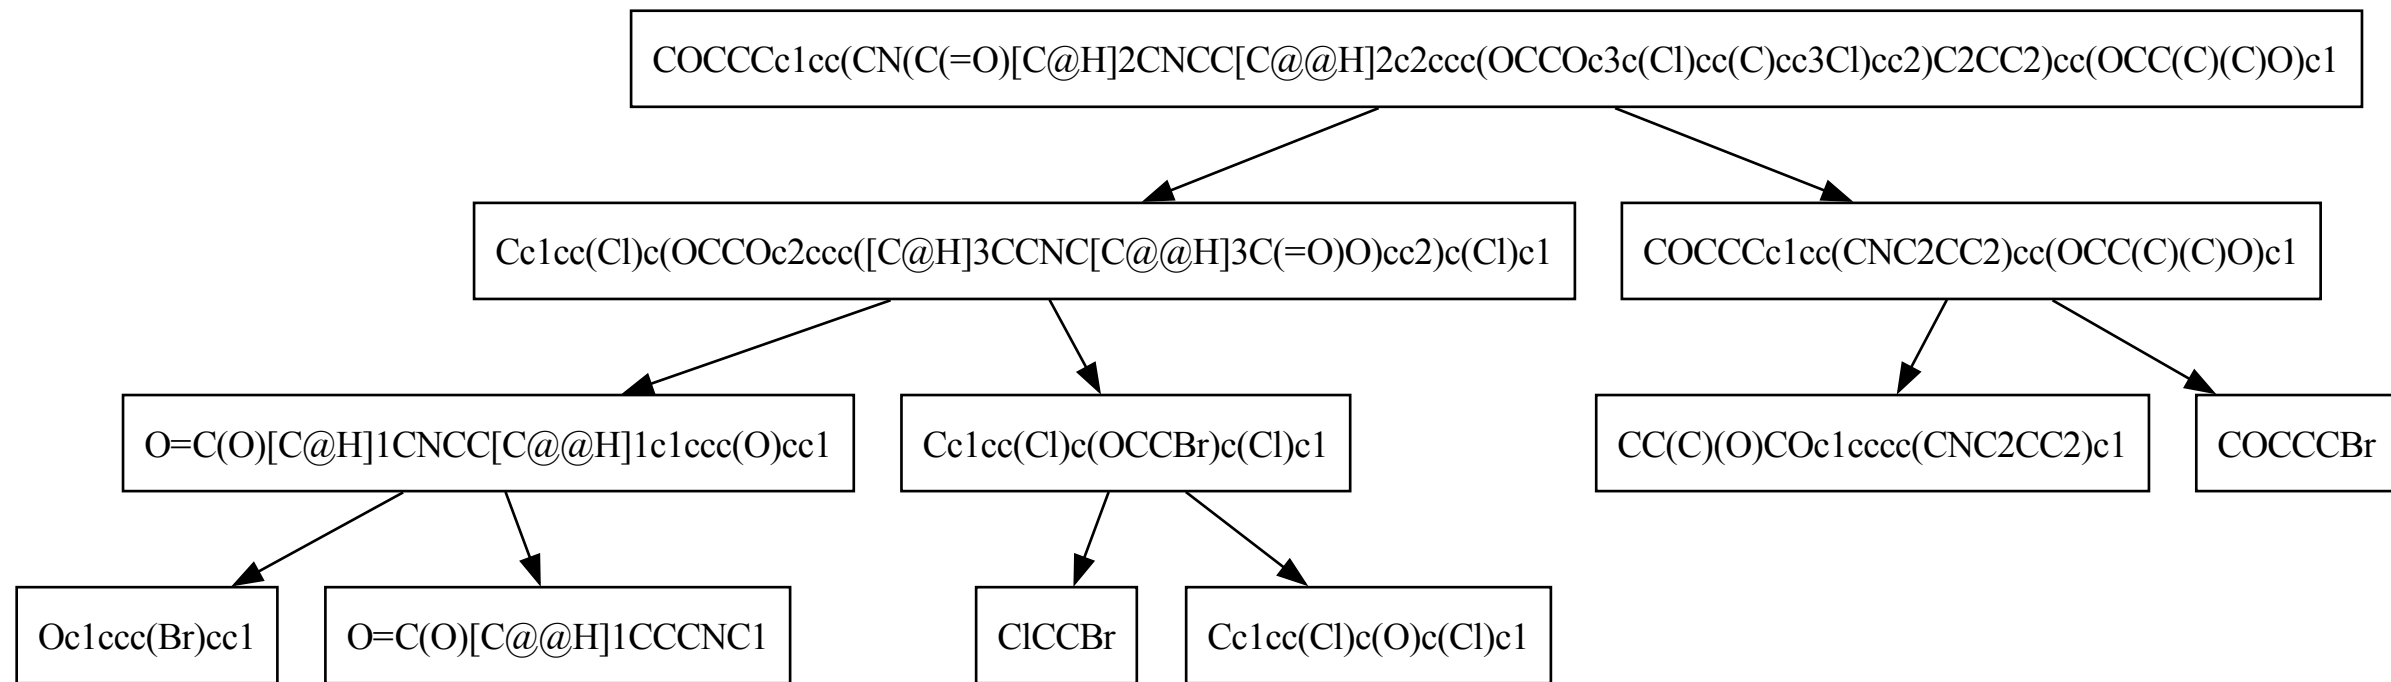 COCCCc1cc(CN(C(=O)[C@H]2CNCC[C@@H]2c2ccc(OCCOc3c(Cl)cc(C)cc3Cl)cc2)C2CC2)cc(OCC(C)(C)O)c1
Cc1cc(Cl)c(OCCOc2ccc([C@H]3CCNC[C@@H]3C(=O)O)cc2)c(Cl)c1
COCCCc1cc(CNC2CC2)cc(OCC(C)(C)O)c1
O=C(O)[C@H]1CNCC[C@@H]1c1ccc(O)cc1
Cc1cc(Cl)c(OCCBr)c(Cl)c1
CC(C)(O)COc1cccc(CNC2CC2)c1
COCCCBr
Oc1ccc(Br)cc1
O=C(O)[C@@H]1CCCNC1
ClCCBr
Cc1cc(Cl)c(O)c(Cl)c1